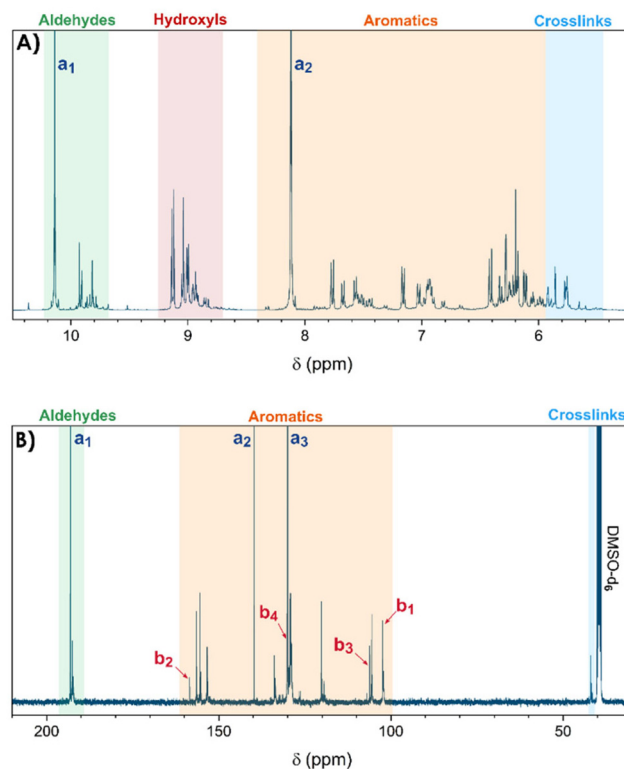 Aldehydes Hydroxyls Aromatics Crosslinks
A)
a1 a2
10 9 8 7 6
δ (ppm)
Aldehydes Aromatics Crosslinks
B)
a1 a2 a3
b4 b1
b2 b3
DMSO-d6
200 150 100 50
δ (ppm)